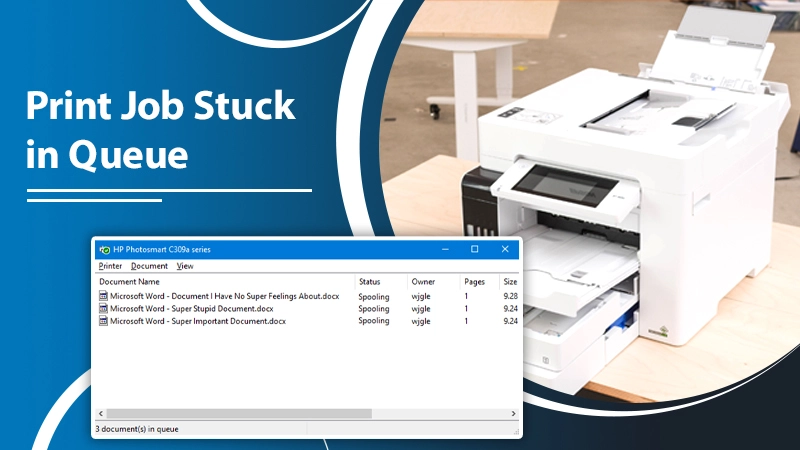 Print Job Stuck
in Queue
HP Photosmart C309a series
Printer Document View
Document Name Status Owner Pages Size
Microsoft Word - Document I Have No Super Feelings About.docx Spooling wjgle 1 9.28
Microsoft Word - Super Stupid Document.docx Spooling wjgle 1 9.24
Microsoft Word - Super Important Document.docx Spooling wjgle 1 9.24
3 document(s) in queue